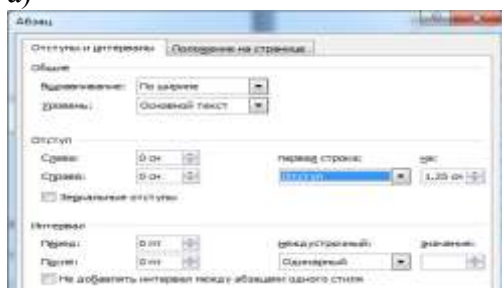 а)
Абзац
Отступы и интервалы Положение на странице
Общие
Выравнивание: По ширине
Уровень: Основной текст
Отступ
Слева: 0 см первая строка: на:
Справа: 0 см Отступ 1,25 см
Зеркальные отступы
Интервал
Перед: 0 пт междустрочный: значение:
После: 0 пт Одинарный
Не добавлять интервал между абзацами одного стиля